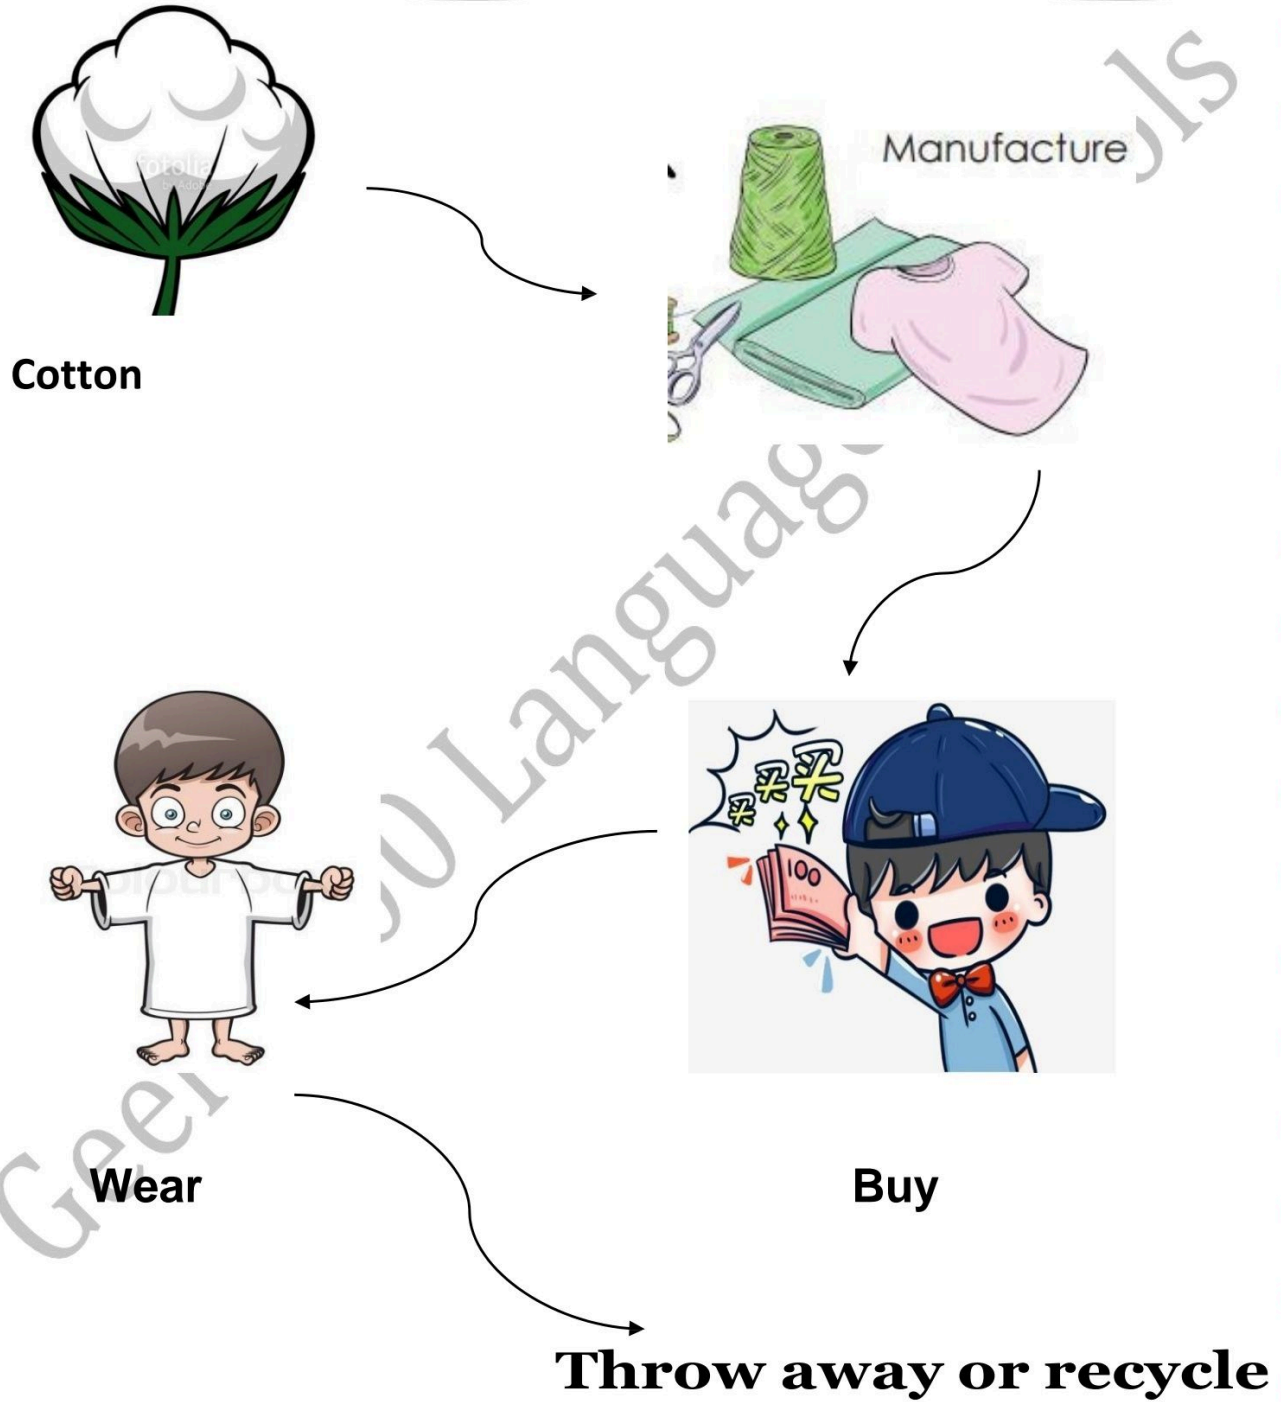 Manufacture
Cotton
买 买 买
100
Wear
Buy
Throw away or recycle